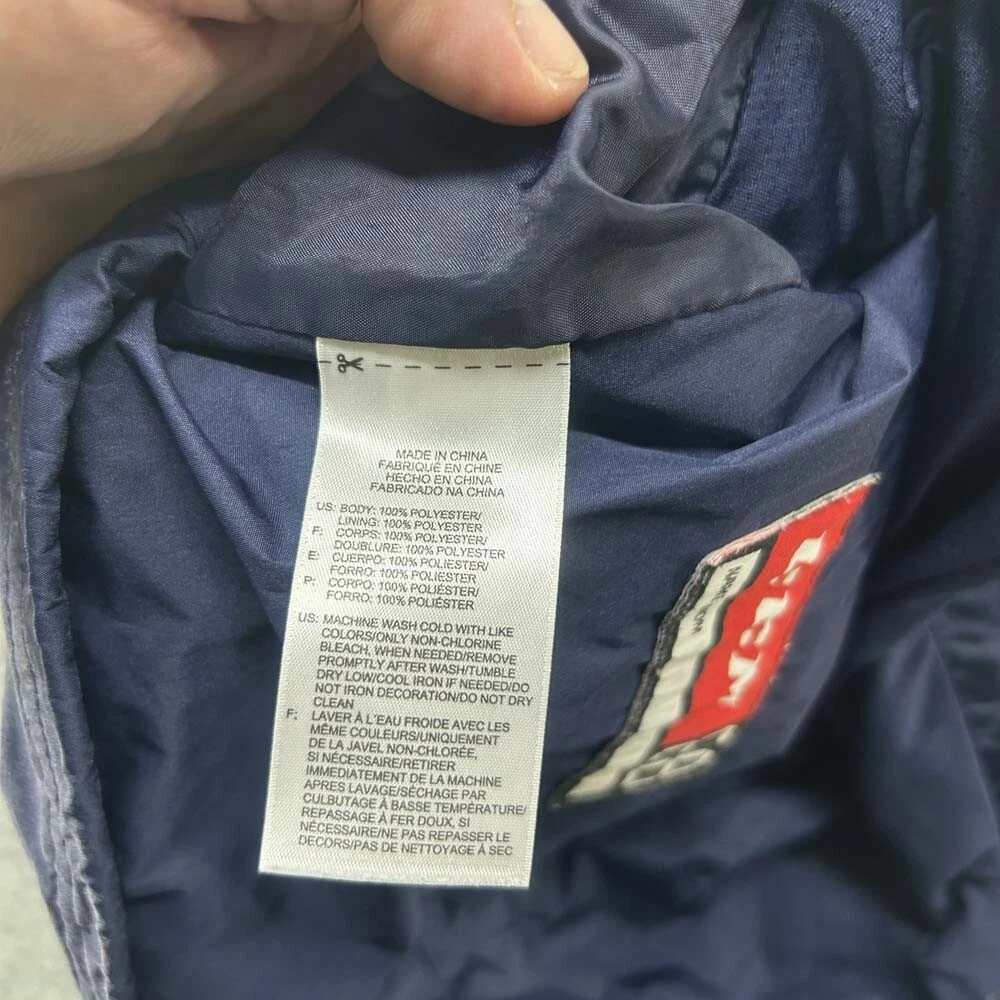 MADE IN CHINA
FABRIQUÉ EN CHINE
HECHO EN CHINA
FABRICADO NA CHINA
US: BODY: 100% POLYESTER/
LINING: 100% POLYESTER
F: CORPS: 100% POLYESTER/
DOUBLURE: 100% POLYESTER
E: CUERPO: 100% POLIÉSTER/
FORRO: 100% POLIÉSTER
P: CORPO: 100% POLIÉSTER/
FORRO: 100% POLIÉSTER
US: MACHINE WASH COLD WITH LIKE
COLORS/ONLY NON-CHLORINE
BLEACH, WHEN NEEDED/REMOVE
PROMPTLY AFTER WASH/TUMBLE
DRY LOW/COOL IRON IF NEEDED/DO
NOT IRON DECORATION/DO NOT DRY
CLEAN
F: LAVER À L'EAU FROIDE AVEC LES
MÊME COULEURS/UNIQUEMENT
DE LA JAVEL NON-CHLORÉE,
SI NÉCESSAIRE/RETIRER
IMMEDIATEMENT DE LA MACHINE
APRES LAVAGE/SÉCHAGE PAR
CULBUTAGE À BASSE TEMPÉRATURE/
REPASSAGE À FER DOUX, SI
NÉCESSAIRE/NE PAS REPASSER LE
DECORS/PAS DE NETTOYAGE À SEC